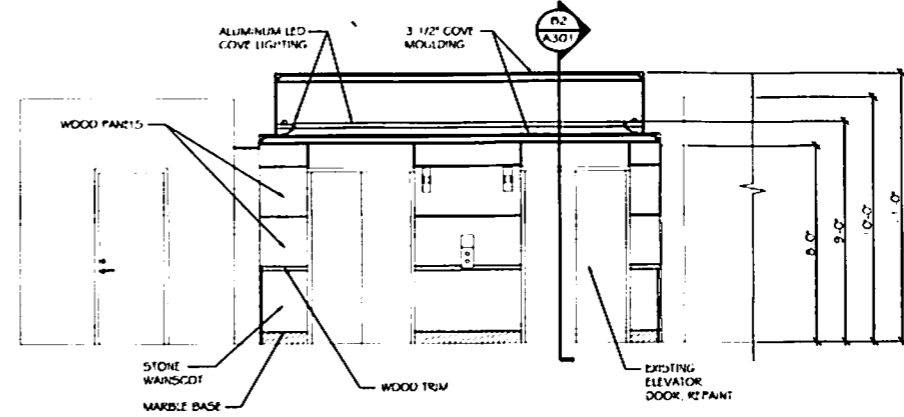 ALUMINUM LED
COVE LIGHTING
3 1/2" COVE
MOULDING
B2
A301
WOOD PANELS
8'-0"
9'-0"
10'-0"
STONE
WAINSCOT
MARBLE BASE
WOOD TRIM
EXISTING
ELEVATOR
DOOR, REPAINT